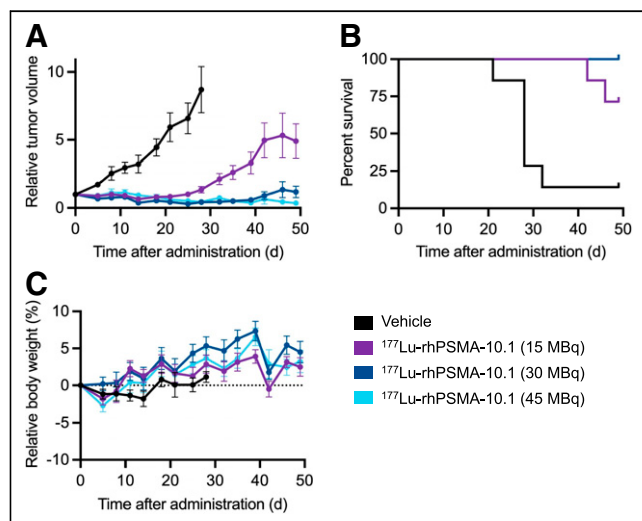 A
Relative tumor volume
10
5
0
0 10 20 30 40 50
Time after administration (d)
B
Percent survival
100
75
50
25
0
0 10 20 30 40 50
Time after administration (d)
C
Relative body weight (%)
10
5
0
-5
-10
0 10 20 30 40 50
Time after administration (d)
Vehicle
¹⁷⁷Lu-rhPSMA-10.1 (15 MBq)
¹⁷⁷Lu-rhPSMA-10.1 (30 MBq)
¹⁷⁷Lu-rhPSMA-10.1 (45 MBq)